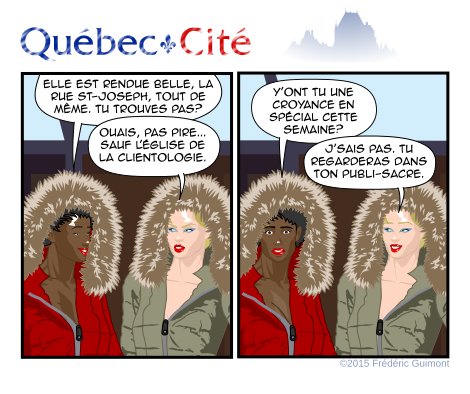 Québec Cité
ELLE EST RENDUE BELLE, LA
RUE ST-JOSEPH, TOUT DE
MÊME. TU TROUVES PAS?
OUAIS, PAS PIRE...
SAUF L'ÉGLISE DE
LA CLIENTOLOGIE.
Y'ONT TU UNE
CROYANCE EN
SPÉCIAL CETTE
SEMAINE?
J'SAIS PAS. TU
REGARDERAS DANS
TON PUBLI-SACRE.
©2015 Frédéric Guimont